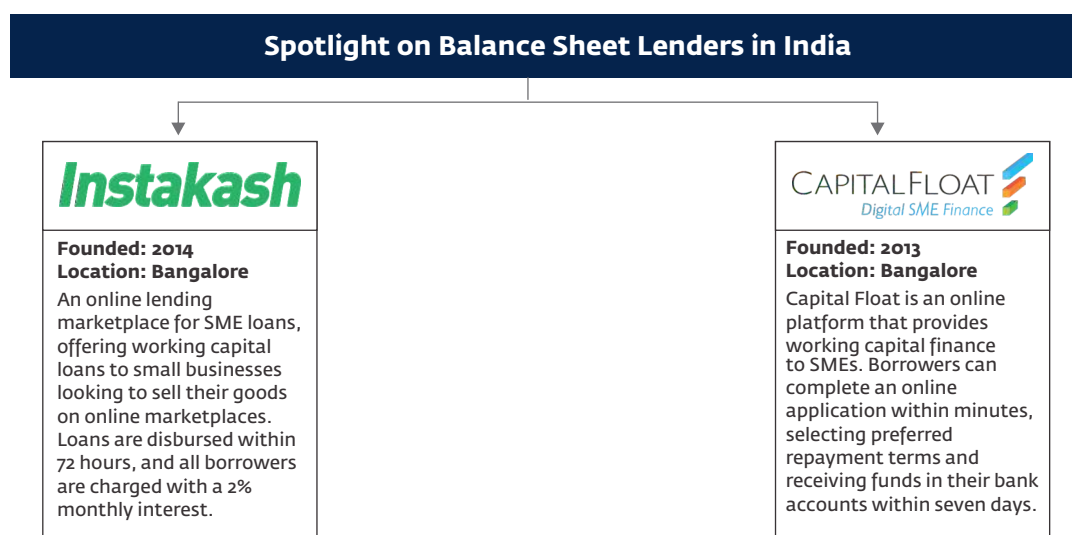 Spotlight on Balance Sheet Lenders in India
Instakash
Founded: 2014
Location: Bangalore
An online lending
marketplace for SME loans,
offering working capital
loans to small businesses
looking to sell their goods
on online marketplaces.
Loans are disbursed within
72 hours, and all borrowers
are charged with a 2%
monthly interest.
CAPITAL FLOAT
Digital SME Finance
Founded: 2013
Location: Bangalore
Capital Float is an online
platform that provides
working capital finance
to SMEs. Borrowers can
complete an online
application within minutes,
selecting preferred
repayment terms and
receiving funds in their bank
accounts within seven days.